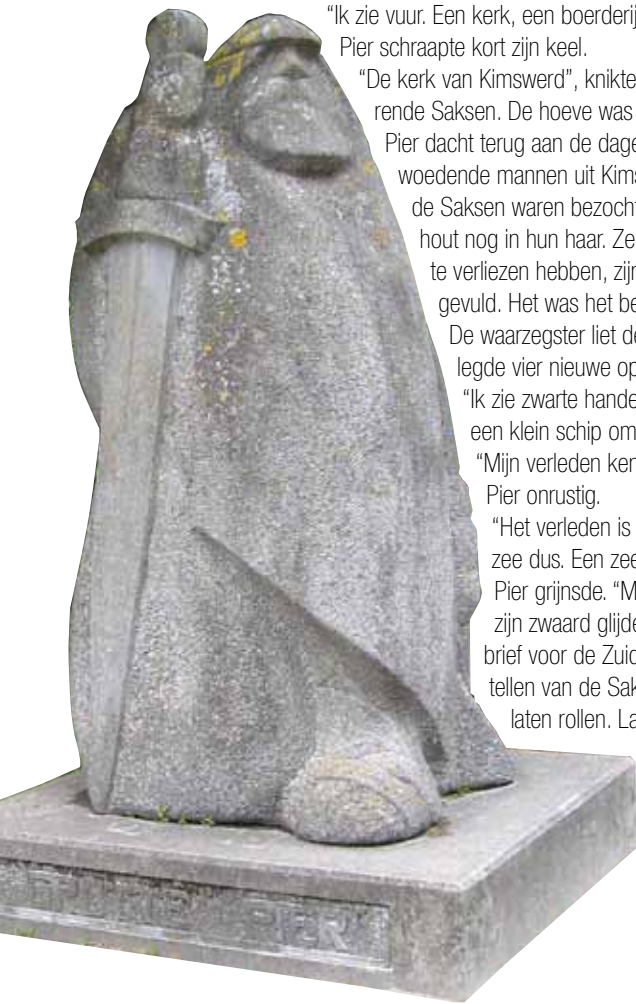 “Ik zie vuur. Een kerk, een boerderij
Pier schraapte kort zijn keel.
“De kerk van Kimswerd”, knikte
rende Saksen. De hoeve was
Pier dacht terug aan de dage
woedende mannen uit Kims
de Saksen waren bezocht
hout nog in hun haar. Ze
te verliezen hebben, zijn
gevuld. Het was het be
De waarzegster liet de
legde vier nieuwe op
“Ik zie zwarte hande
een klein schip om
“Mijn verleden ken
Pier onrustig.
“Het verleden is
zee dus. Een zee
Pier grijnsde. “M
zijn zwaard glijde
brief voor de Zuid
tellen van de Sak
laten rollen. La
PIER